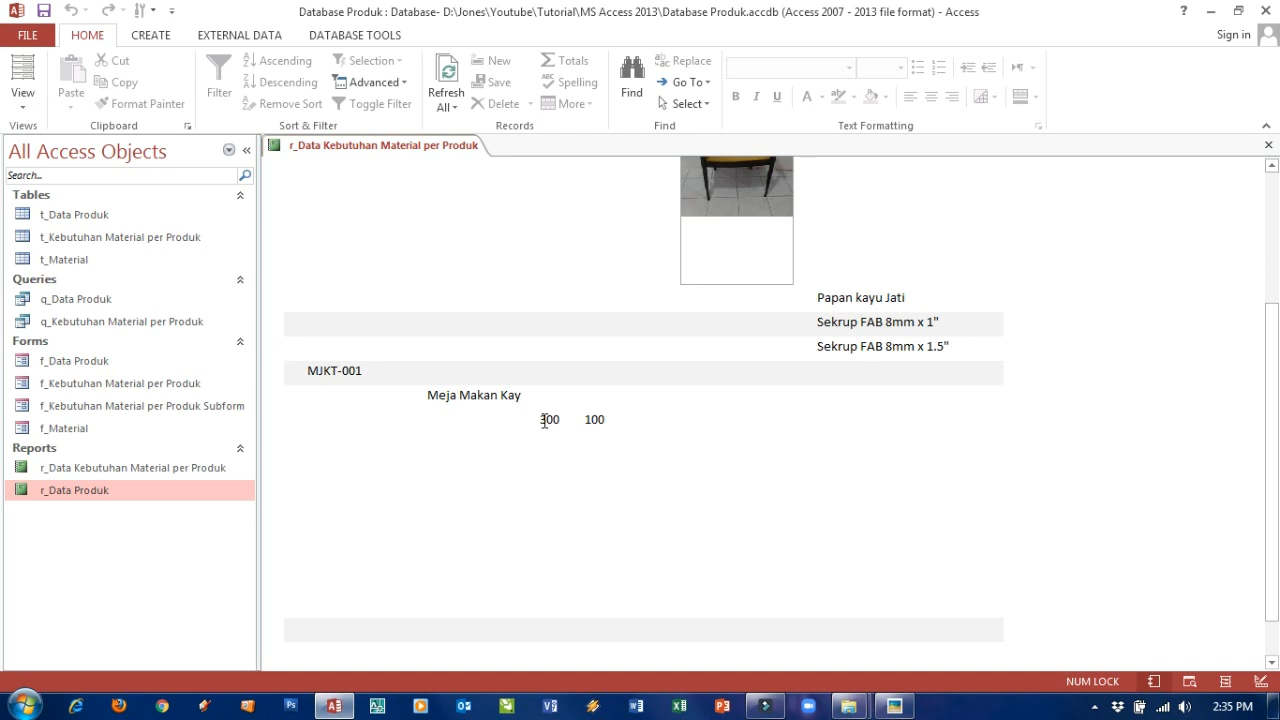 Database Produk : Database- D:\Jones\Youtube\Tutorial\MS Access 2013\Database Produk.accdb (Access 2007 - 2013 file format) - Access
Sign in
FILE
HOME
CREATE
EXTERNAL DATA
DATABASE TOOLS
View
Views
Paste
Cut
Copy
Format Painter
Clipboard
Filter
Ascending
Descending
Remove Sort
Selection
Advanced
Toggle Filter
Sort & Filter
Refresh
All
New
Save
Delete
Totals
Spelling
More
Records
Find
Replace
Go To
Select
Find
B I U
A
Text Formatting
All Access Objects
Search...
Tables
t_Data Produk
t_Kebutuhan Material per Produk
t_Material
Queries
q_Data Produk
q_Kebutuhan Material per Produk
Forms
f_Data Produk
f_Kebutuhan Material per Produk
f_Kebutuhan Material per Produk Subform
f_Material
Reports
r_Data Kebutuhan Material per Produk
r_Data Produk
r_Data Kebutuhan Material per Produk
Papan kayu Jati
Sekrup FAB 8mm x 1"
Sekrup FAB 8mm x 1.5"
MJKT-001
Meja Makan Kay
300 100
NUM LOCK
2:35 PM